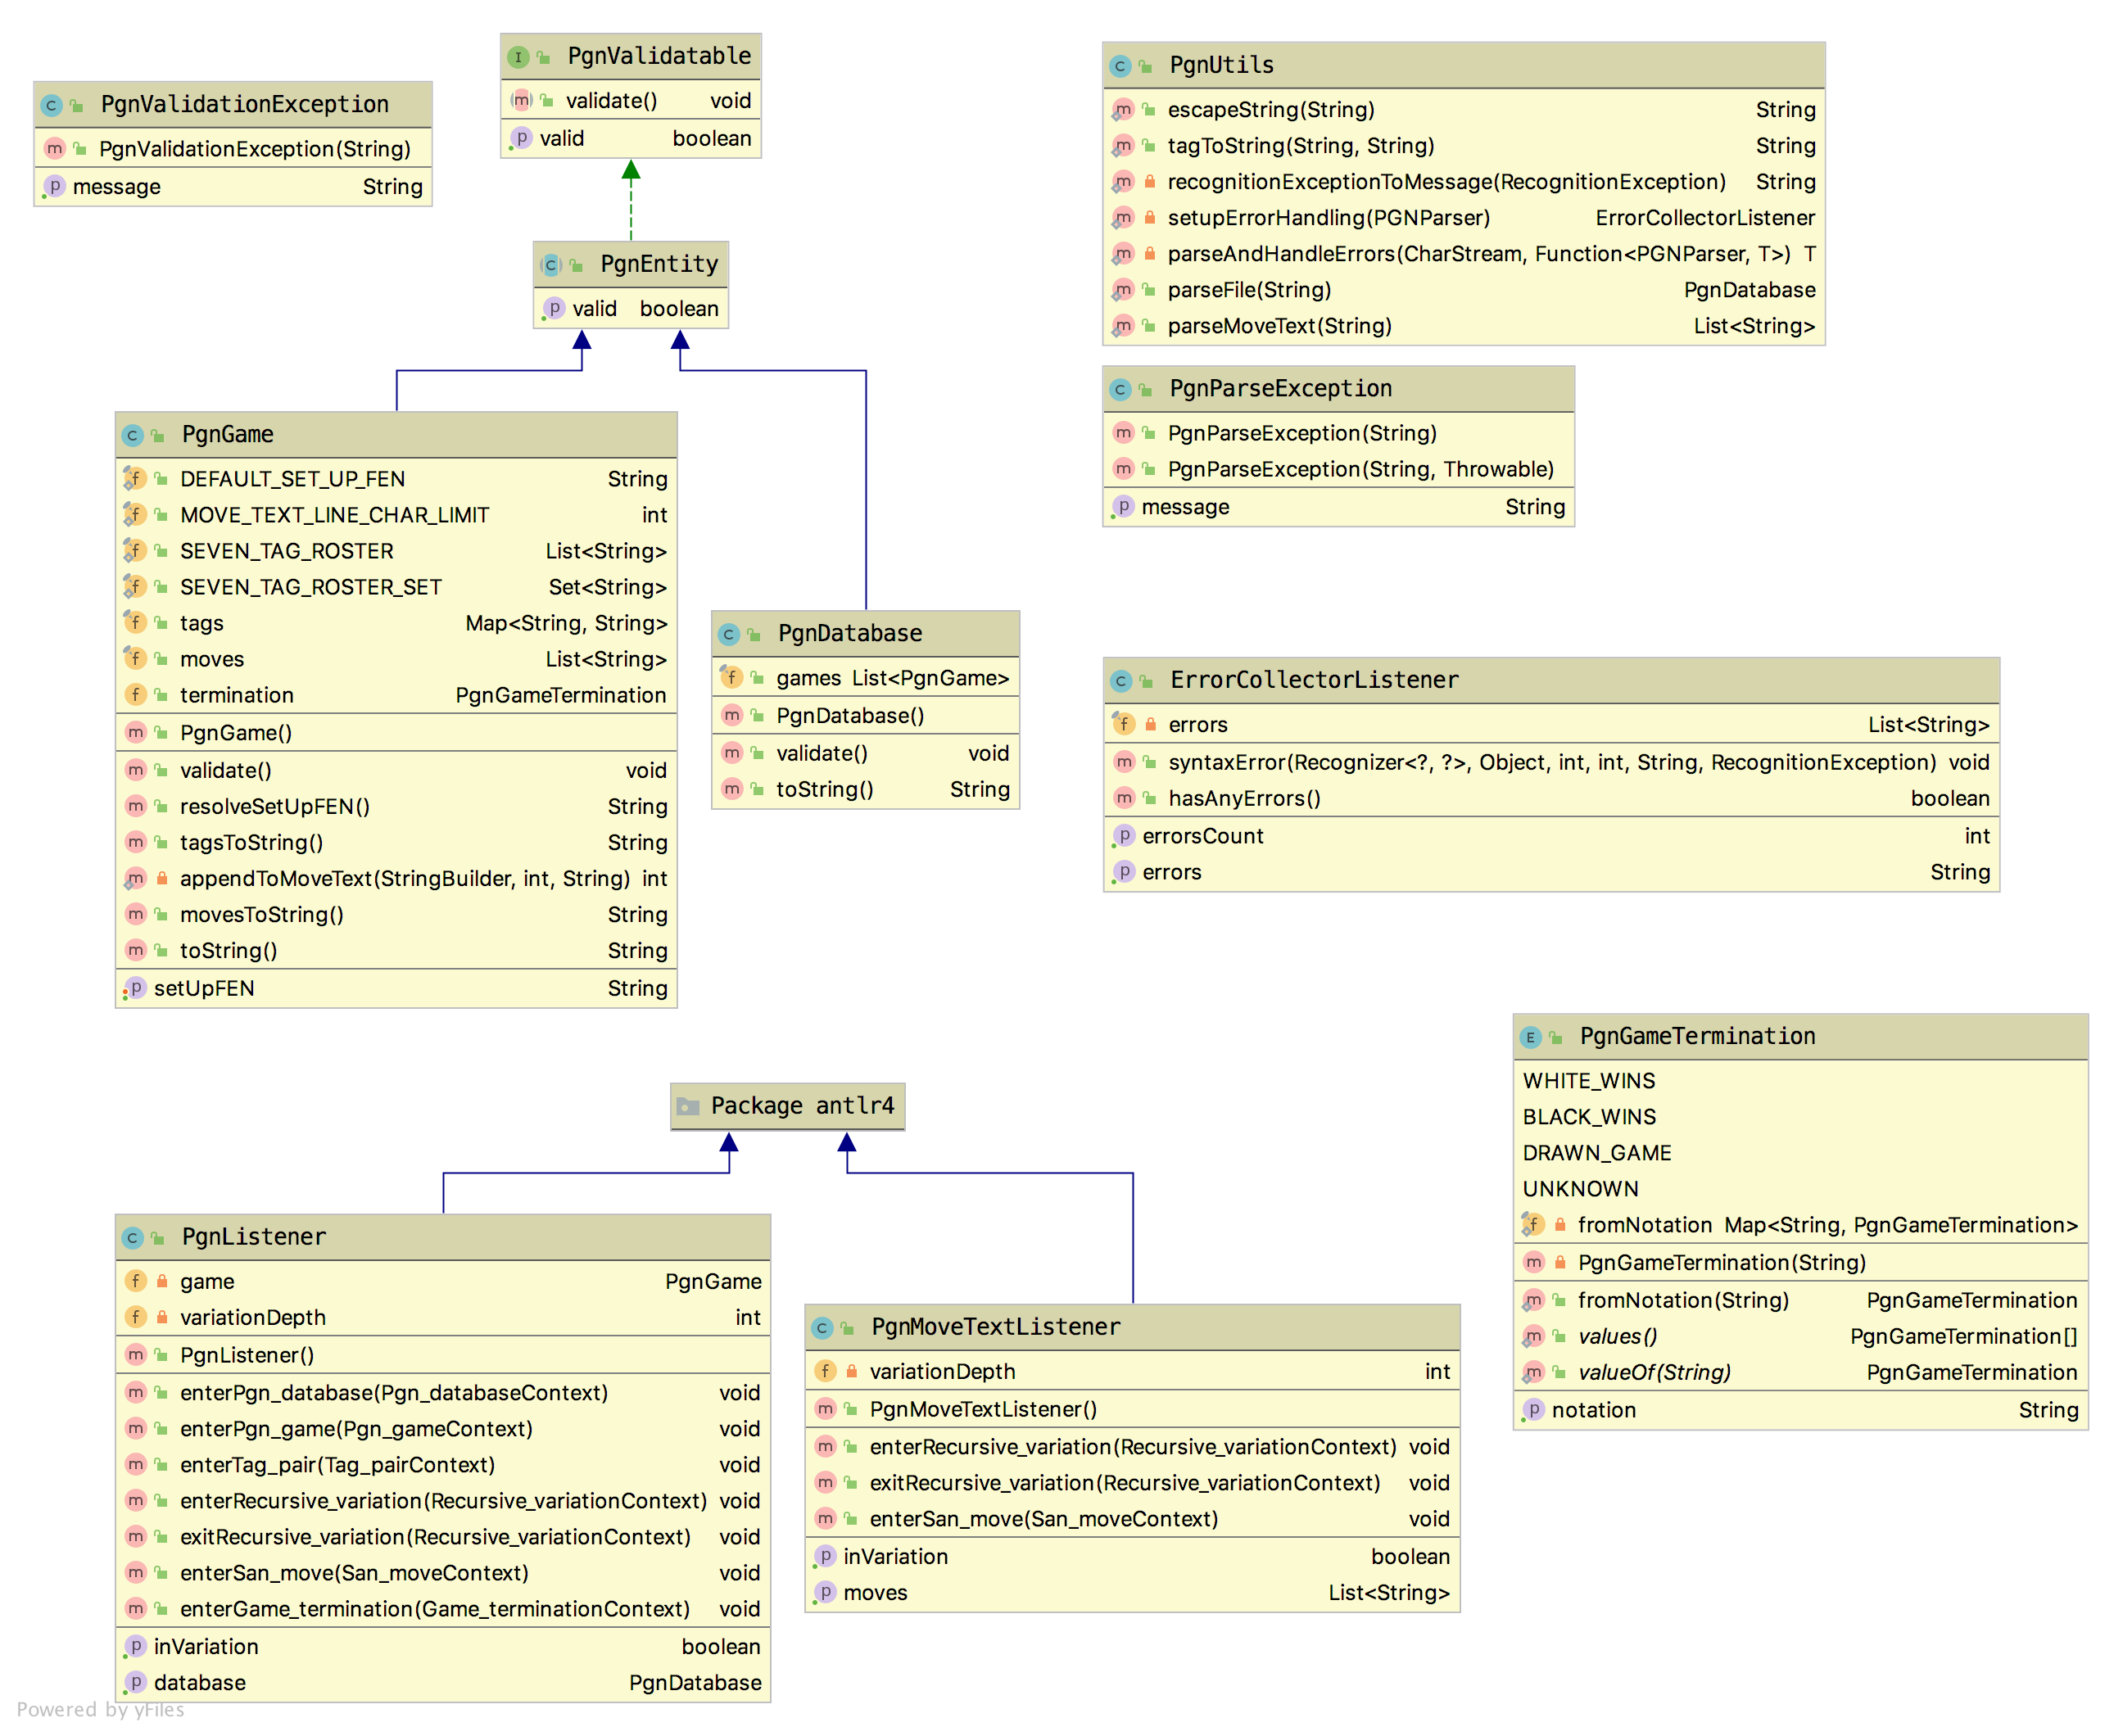 PgnValidatable
validate() void
valid boolean
PgnValidationException
PgnValidationException(String)
message String
PgnUtils
escapeString(String) String
tagToString(String, String) String
recognitionExceptionToMessage(RecognitionException) String
setupErrorHandling(PGNParser) ErrorCollectorListener
parseAndHandleErrors(CharStream, Function<PGNParser, T>) T
parseFile(String) PgnDatabase
parseMoveText(String) List<String>
PgnEntity
valid boolean
PgnParseException
PgnParseException(String)
PgnParseException(String, Throwable)
message String
PgnGame
DEFAULT_SET_UP_FEN String
MOVE_TEXT_LINE_CHAR_LIMIT int
SEVEN_TAG_ROSTER List<String>
SEVEN_TAG_ROSTER_SET Set<String>
tags Map<String, String>
moves List<String>
termination PgnGameTermination
PgnGame()
validate() void
resolveSetUpFEN() String
tagsToString() String
appendToMoveText(StringBuilder, int, String) int
movesToString() String
toString() String
setUpFEN String
PgnDatabase
games List<PgnGame>
PgnDatabase()
validate() void
toString() String
ErrorCollectorListener
errors List<String>
syntaxError(Recognizer<?, ?>, Object, int, int, String, RecognitionException) void
hasAnyErrors() boolean
errorsCount int
errors String
PgnGameTermination
WHITE_WINS
BLACK_WINS
DRAWN_GAME
UNKNOWN
fromNotation Map<String, PgnGameTermination>
PgnGameTermination(String)
fromNotation(String) PgnGameTermination
values() PgnGameTermination[]
valueOf(String) PgnGameTermination
notation String
Package antlr4
PgnListener
game PgnGame
variationDepth int
PgnListener()
enterPgn_database(Pgn_databaseContext) void
enterPgn_game(Pgn_gameContext) void
enterTag_pair(Tag_pairContext) void
enterRecursive_variation(Recursive_variationContext) void
exitRecursive_variation(Recursive_variationContext) void
enterSan_move(San_moveContext) void
enterGame_termination(Game_terminationContext) void
inVariation boolean
database PgnDatabase
PgnMoveTextListener
variationDepth int
PgnMoveTextListener()
enterRecursive_variation(Recursive_variationContext) void
exitRecursive_variation(Recursive_variationContext) void
enterSan_move(San_moveContext) void
inVariation boolean
moves List<String>
Powered by yFiles